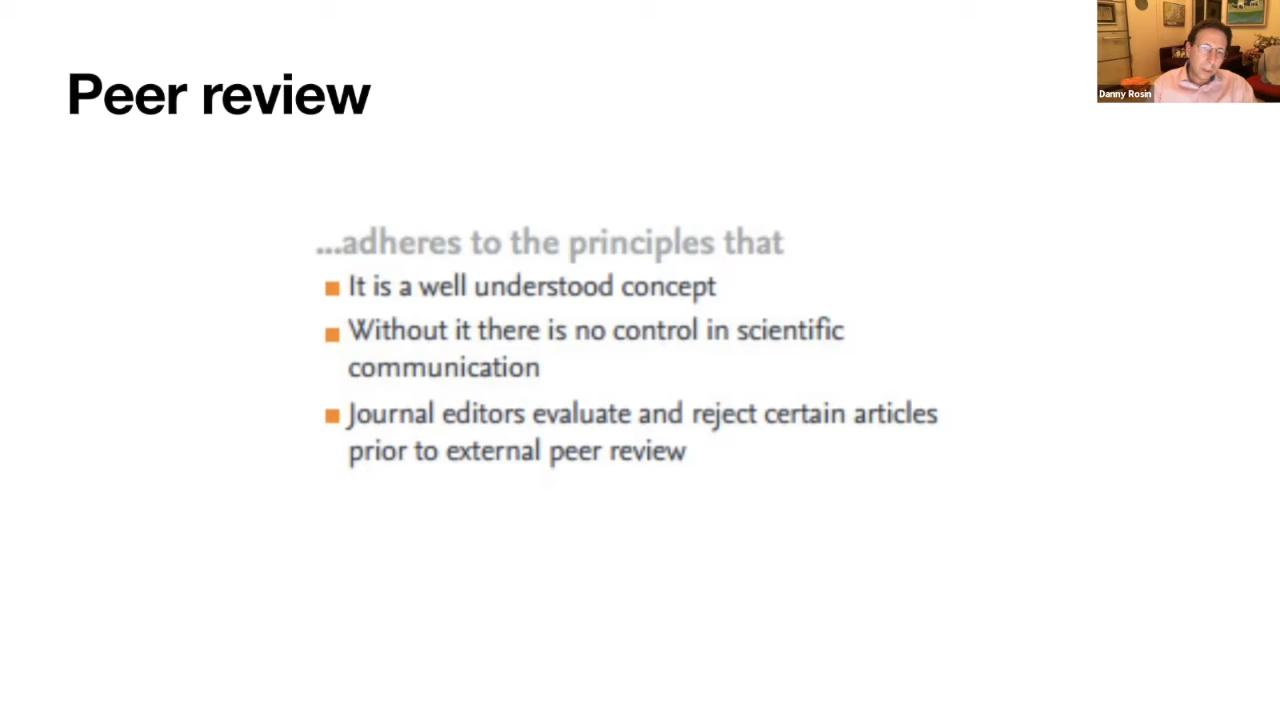 Peer review
Danny Rosin
...adheres to the principles that
It is a well understood concept
Without it there is no control in scientific
communication
Journal editors evaluate and reject certain articles
prior to external peer review